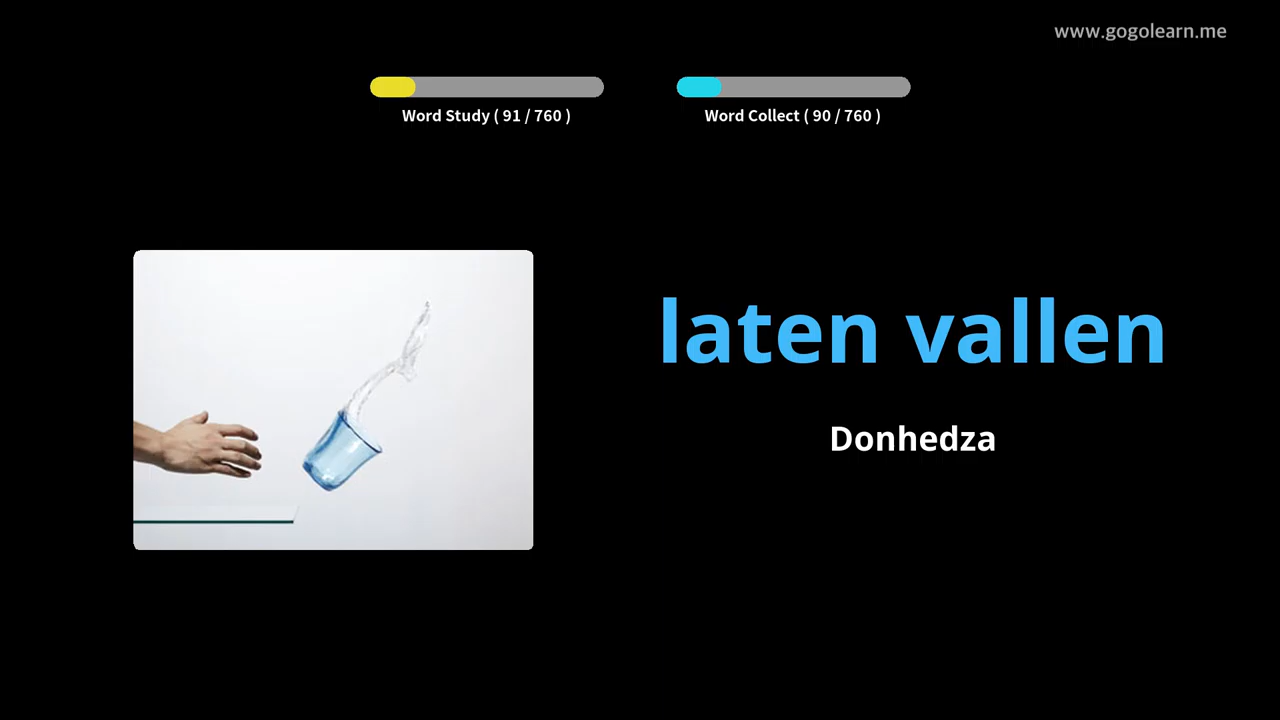 www.gogolearn.me
Word Study ( 91 / 760 )
Word Collect ( 90 / 760 )
laten vallen
Donhedza